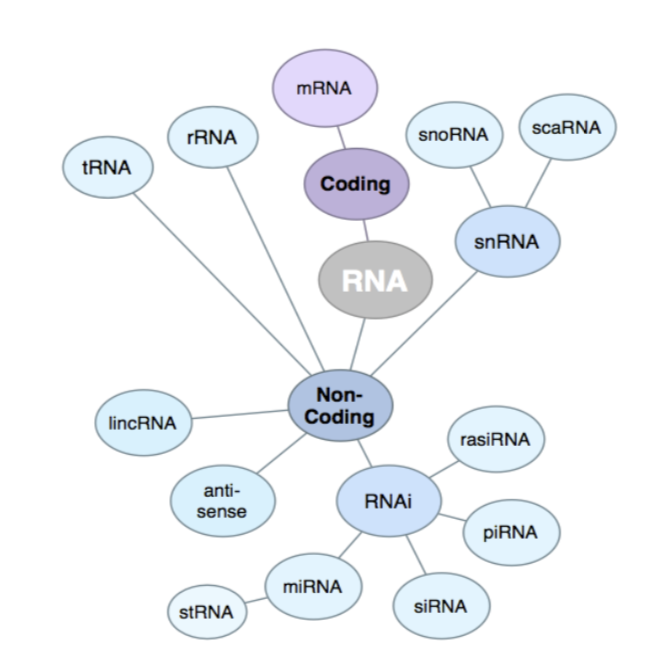 mRNA
snoRNA
scaRNA
rRNA
tRNA
Coding
snRNA
RNA
Non-
Coding
lincRNA
rasiRNA
anti-
sense
RNAi
piRNA
miRNA
siRNA
stRNA